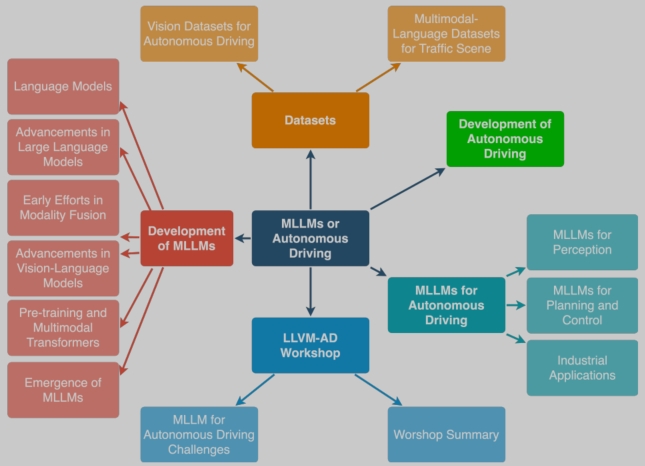 Vision Datasets for
Autonomous Driving
Multimodal-
Language Datasets
for Traffic Scene
Language Models
Datasets
Development of
Autonomous
Driving
Advancements in
Large Language
Models
Early Efforts in
Modality Fusion
Development
of MLLMs
MLLMs or
Autonomous
Driving
MLLMs for
Perception
Advancements in
Vision-Language
Models
MLLMs for
Autonomous
Driving
MLLMs for
Planning and
Control
Pre-training and
Multimodal
Transformers
LLVM-AD
Workshop
Industrial
Applications
Emergence of
MLLMs
MLLM for
Autonomous Driving
Challenges
Worshop Summary